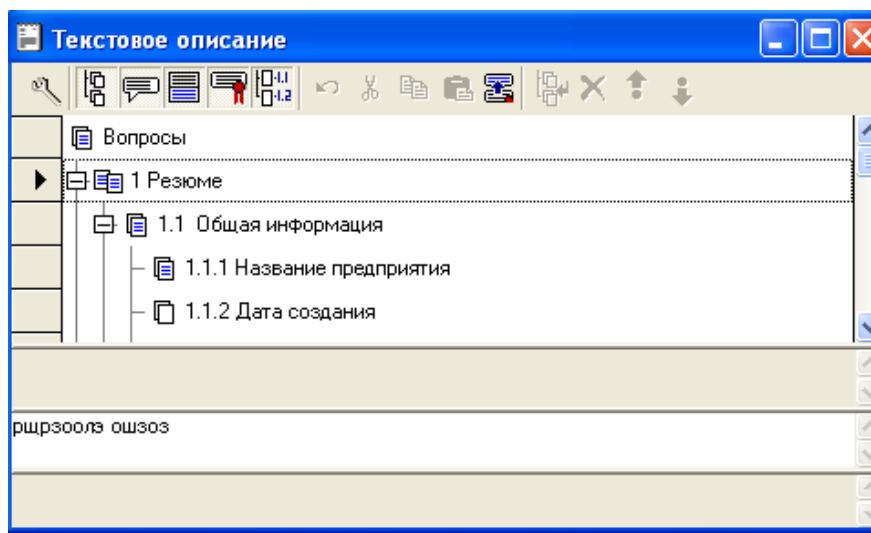 Текстовое описание
Вопросы
1 Резюме
1.1 Общая информация
1.1.1 Название предприятия
1.1.2 Дата создания
рщрзоолэ ошзоз